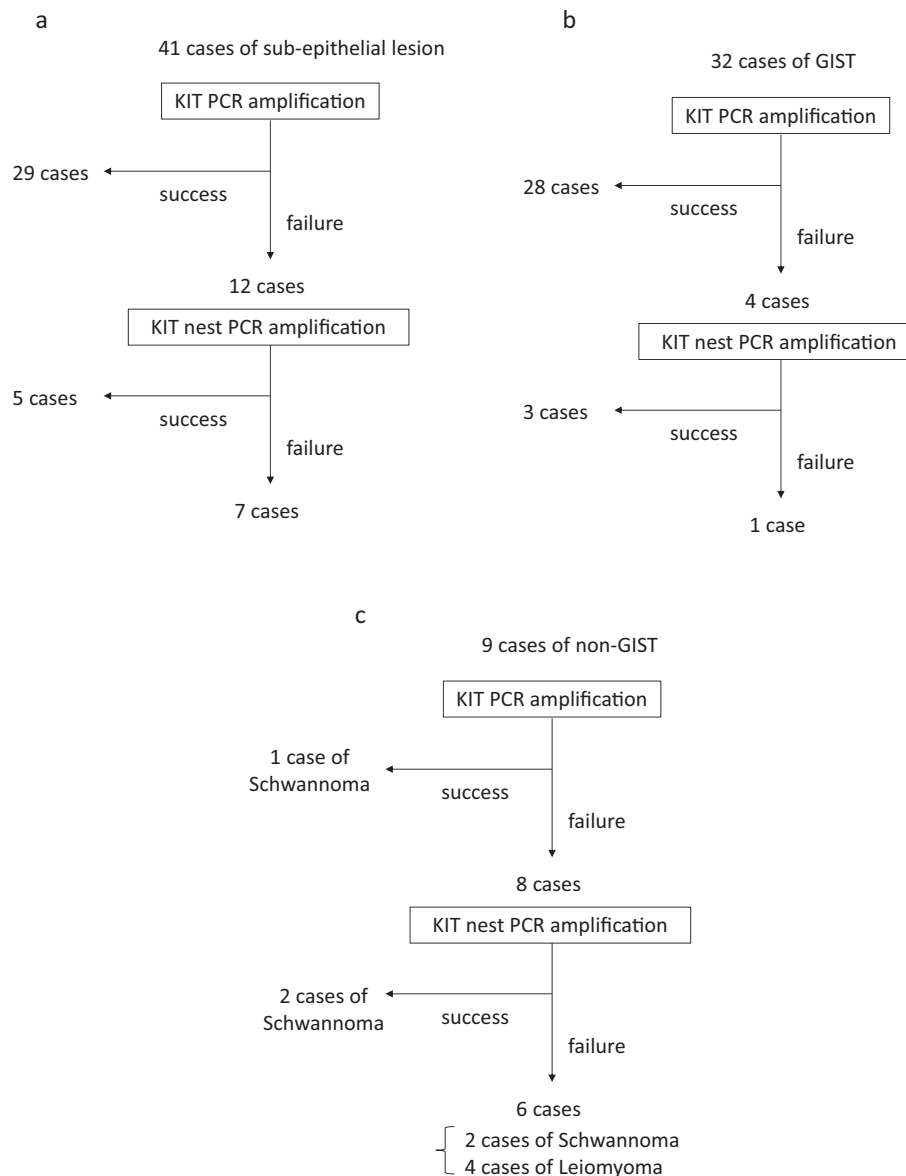 a
41 cases of sub-epithelial lesion
KIT PCR amplification
29 cases
success
failure
12 cases
KIT nest PCR amplification
5 cases
success
failure
7 cases
b
32 cases of GIST
KIT PCR amplification
28 cases
success
failure
4 cases
KIT nest PCR amplification
3 cases
success
failure
1 case
c
9 cases of non-GIST
KIT PCR amplification
1 case of
Schwannoma
success
failure
8 cases
KIT nest PCR amplification
2 cases of
Schwannoma
success
failure
6 cases
2 cases of Schwannoma
4 cases of Leiomyoma